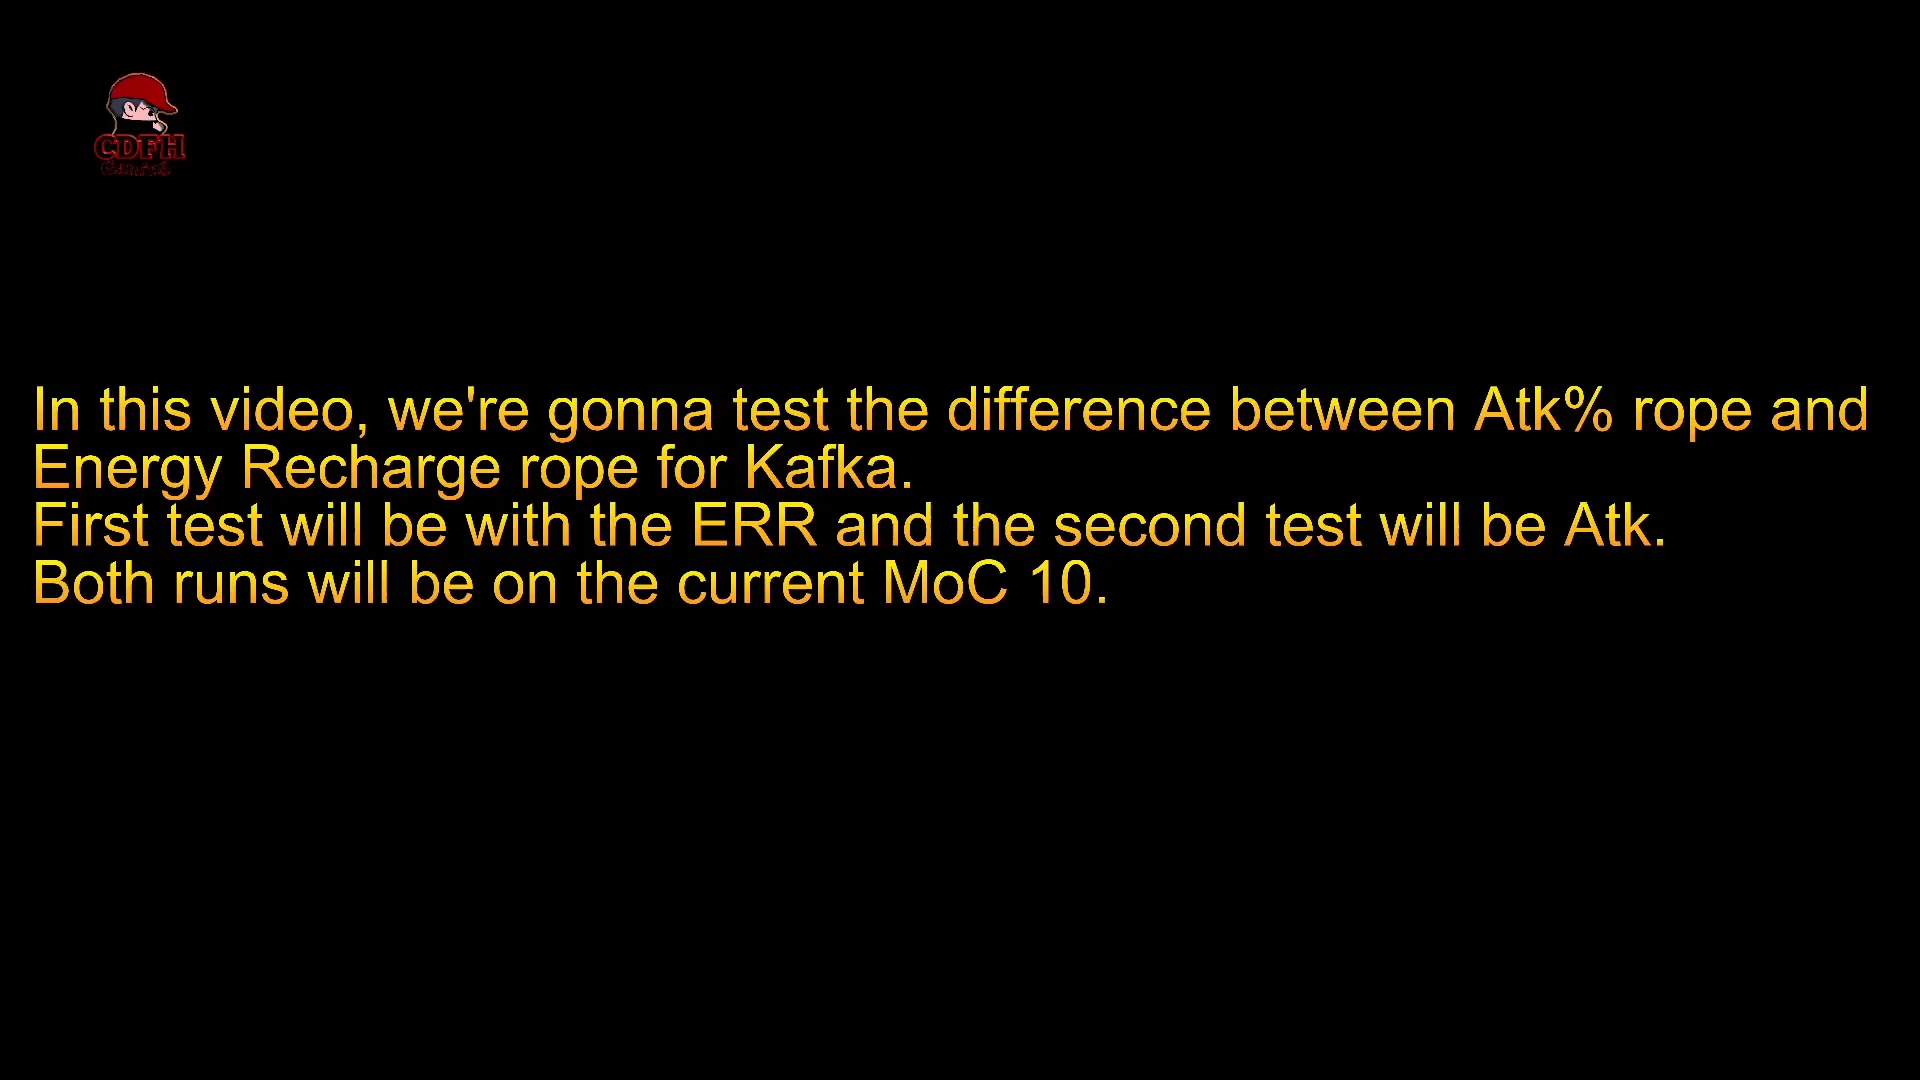 CDFH
In this video, we're gonna test the difference between Atk% rope and
Energy Recharge rope for Kafka.
First test will be with the ERR and the second test will be Atk.
Both runs will be on the current MoC 10.